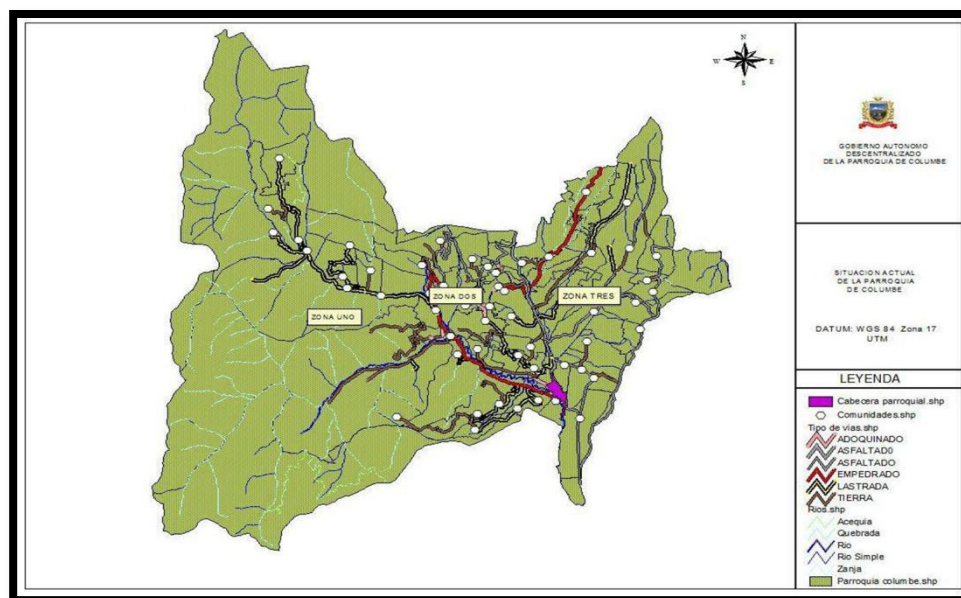 N
W E
S
ZONA UNO
ZONA DOS
ZONA TRES
GOBIERNO AUTONOMO
DESCENTRALIZADO
DE LA PARROQUIA DE COLUMBE
SITUACION ACTUAL
DE LA PARROQUIA
DE COLUMBE
DATUM: WGS 84 Zona 17
UTM
LEYENDA
Cabecera parroquial.shp
Comunidades.shp
Tipo de vias.shp
ADOQUINADO
ASFALTAD0
ASFALTADO
EMPEDRADO
LASTRADA
TIERRA
Rios.shp
Acequia
Quebrada
Rio
Rio Simple
Zanja
Parroquia columbe.shp